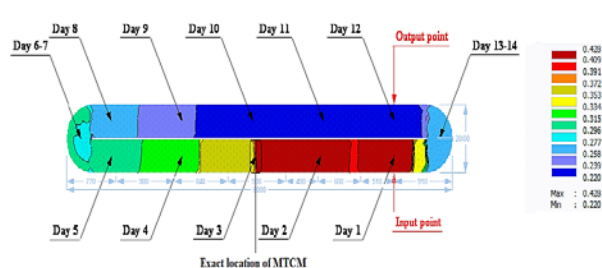 Day 8
Day 9
Day 10
Day 11
Day 12
Output point
Day 6-7
Day 13-14
2000
Day 5
Day 4
Day 3
Day 2
Day 1
Input point
Exact location of MTCM
0.428
0.409
0.391
0.372
0.353
0.334
0.315
0.296
0.277
0.258
0.239
0.220
Max : 0.428
Min : 0.220